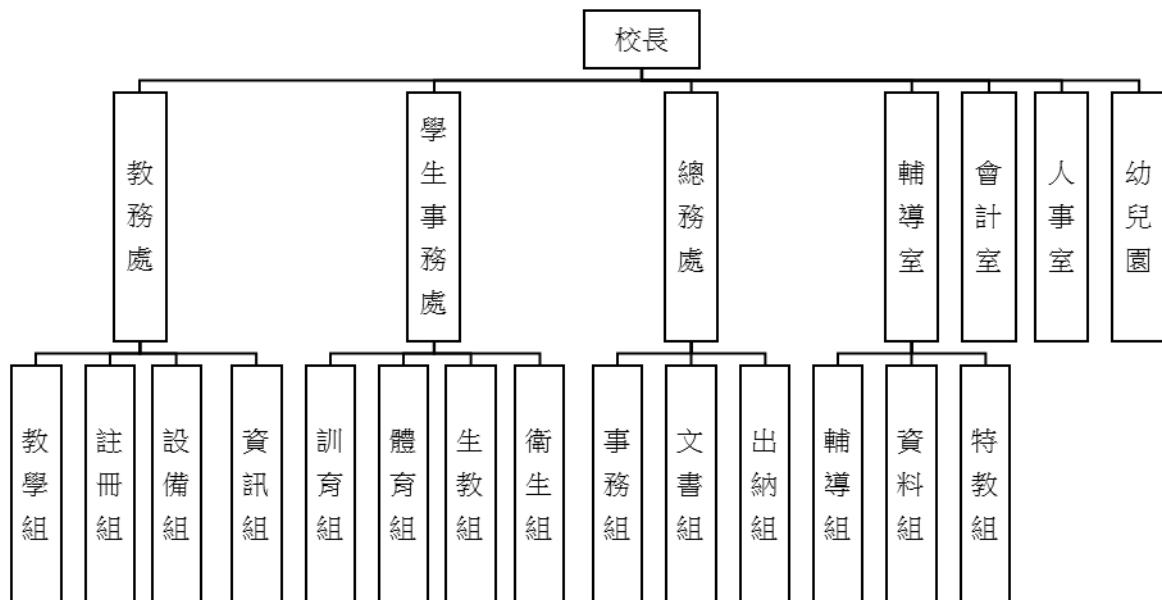 校長
教務處
學生事務處
總務處
輔導室
會計室
人事室
幼兒園
教學組
註冊組
設備組
資訊組
訓育組
體育組
生教組
衛生組
事務組
文書組
出納組
輔導組
資料組
特教組